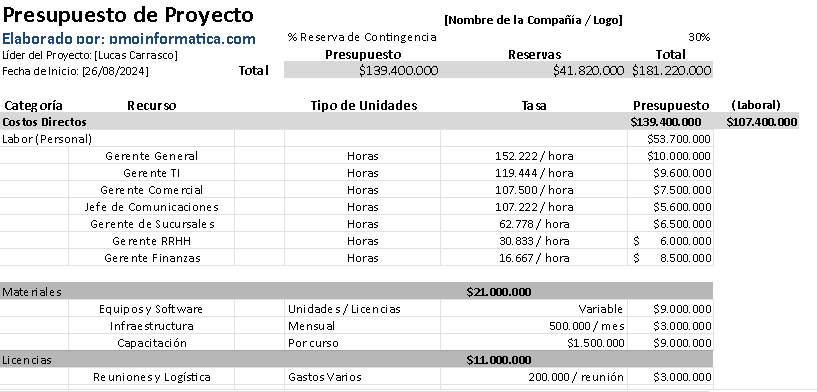 Presupuesto de Proyecto
[Nombre de la Compañía / Logo]
Elaborado por: pmoinformatica.com
% Reserva de Contingencia 30%
Líder del Proyecto: [Lucas Carrasco] Presupuesto Reservas Total
Fecha de Inicio: [26/08/2024] Total $139.400.000 $41.820.000 $181.220.000
Categoría Recurso Tipo de Unidades Tasa Presupuesto (Laboral)
Costos Directos $139.400.000 $107.400.000
Labor (Personal) $53.700.000
Gerente General Horas 152.222 / hora $10.000.000
Gerente TI Horas 119.444 / hora $9.600.000
Gerente Comercial Horas 107.500 / hora $7.500.000
Jefe de Comunicaciones Horas 107.222 / hora $5.600.000
Gerente de Sucursales Horas 62.778 / hora $6.500.000
Gerente RRHH Horas 30.833 / hora $ 6.000.000
Gerente Finanzas Horas 16.667 / hora $ 8.500.000
Materiales $21.000.000
Equipos y Software Unidades / Licencias Variable $9.000.000
Infraestructura Mensual 500.000 / mes $3.000.000
Capacitación Por curso $1.500.000 $9.000.000
Licencias $11.000.000
Reuniones y Logística Gastos Varios 200.000 / reunión $3.000.000